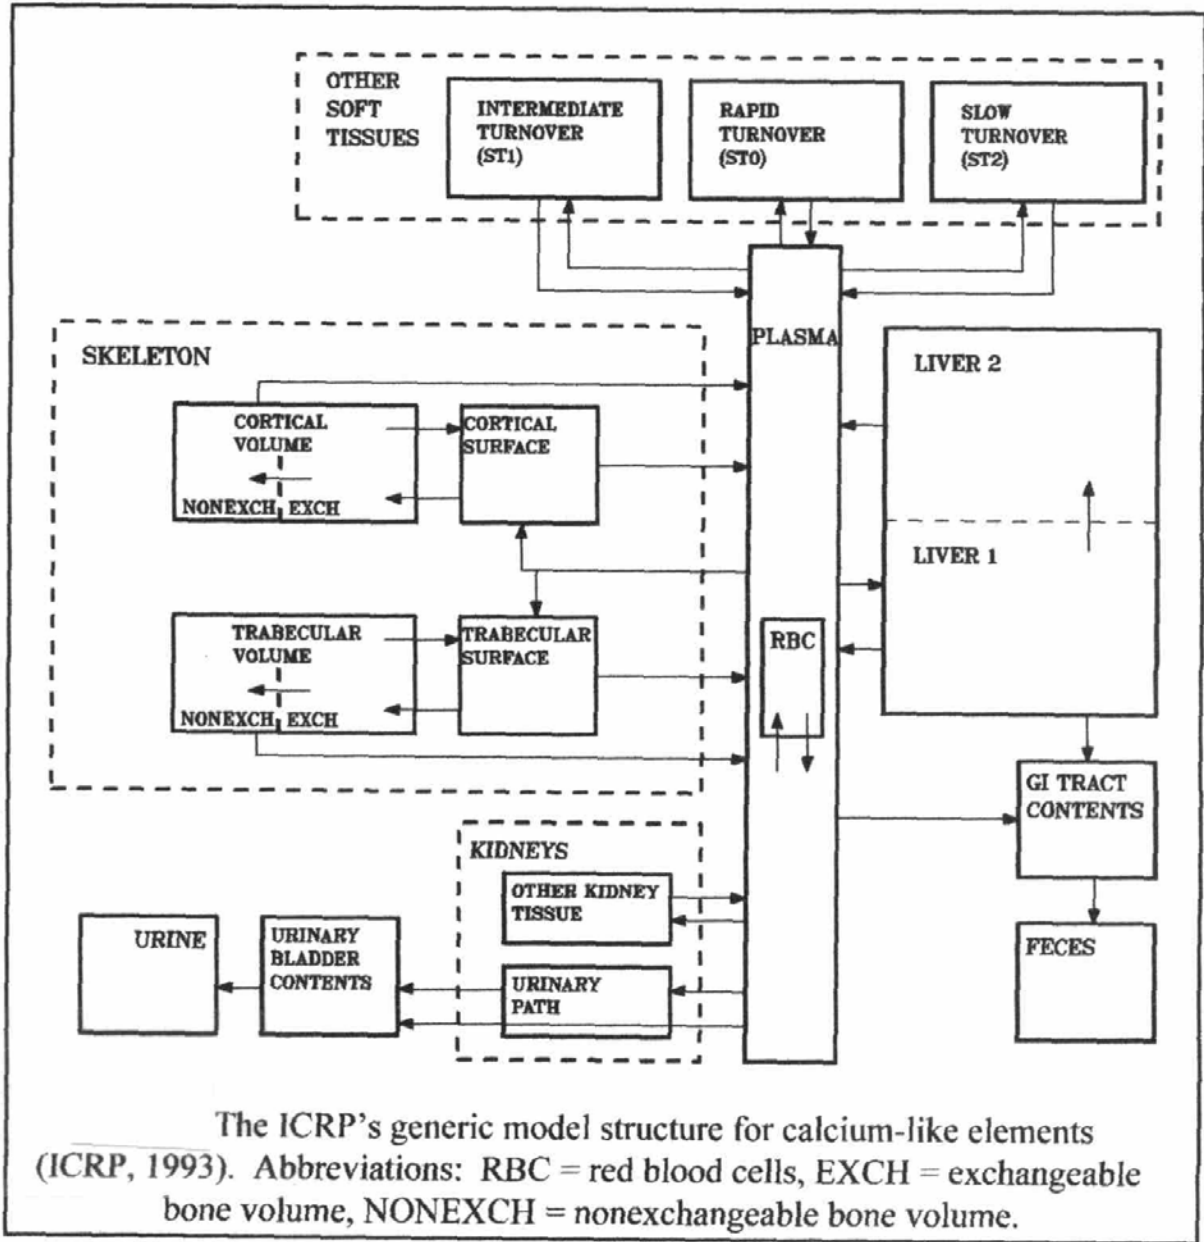 OTHER
SOFT
TISSUES
INTERMEDIATE
TURNOVER
(ST1)
RAPID
TURNOVER
(ST0)
SLOW
TURNOVER
(ST2)
PLASMA
SKELETON
CORTICAL
VOLUME
NONEXCH EXCH
CORTICAL
SURFACE
TRABECULAR
VOLUME
NONEXCH EXCH
TRABECULAR
SURFACE
RBC
LIVER 2
LIVER 1
GI TRACT
CONTENTS
FECES
KIDNEYS
OTHER KIDNEY
TISSUE
URINARY
PATH
URINARY
BLADDER
CONTENTS
URINE
The ICRP's generic model structure for calcium-like elements
(ICRP, 1993). Abbreviations: RBC = red blood cells, EXCH = exchangeable
bone volume, NONEXCH = nonexchangeable bone volume.